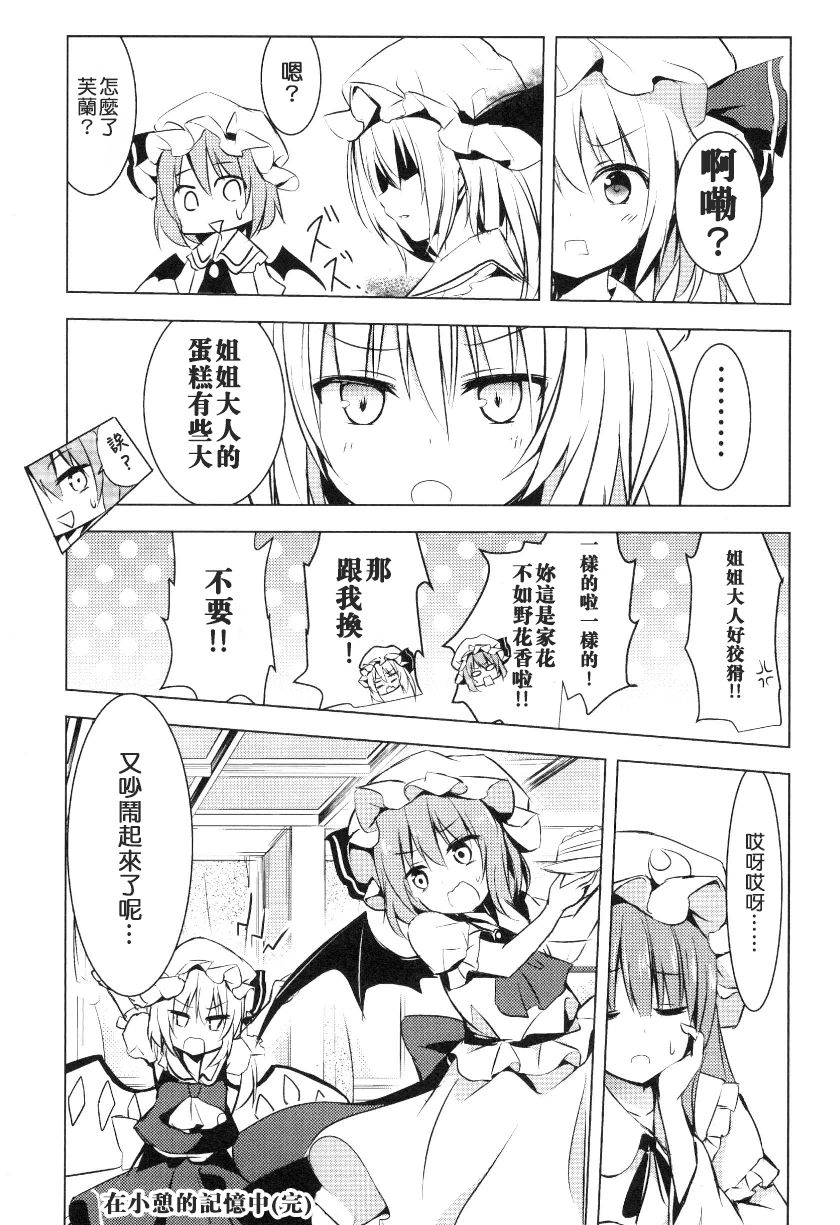 啊嘞？
嗯？
怎麼了
芙蘭？
ズズ…
………
姐姐大人的
蛋糕有些大
誒？
姐姐大人好狡猾!!
一樣的啦一樣的！
妳這是家花
不如野花香啦!!
那
跟我換！
不要!!
哎呀哎呀……
又吵鬧起來了呢…
在小憩的記憶中(完)